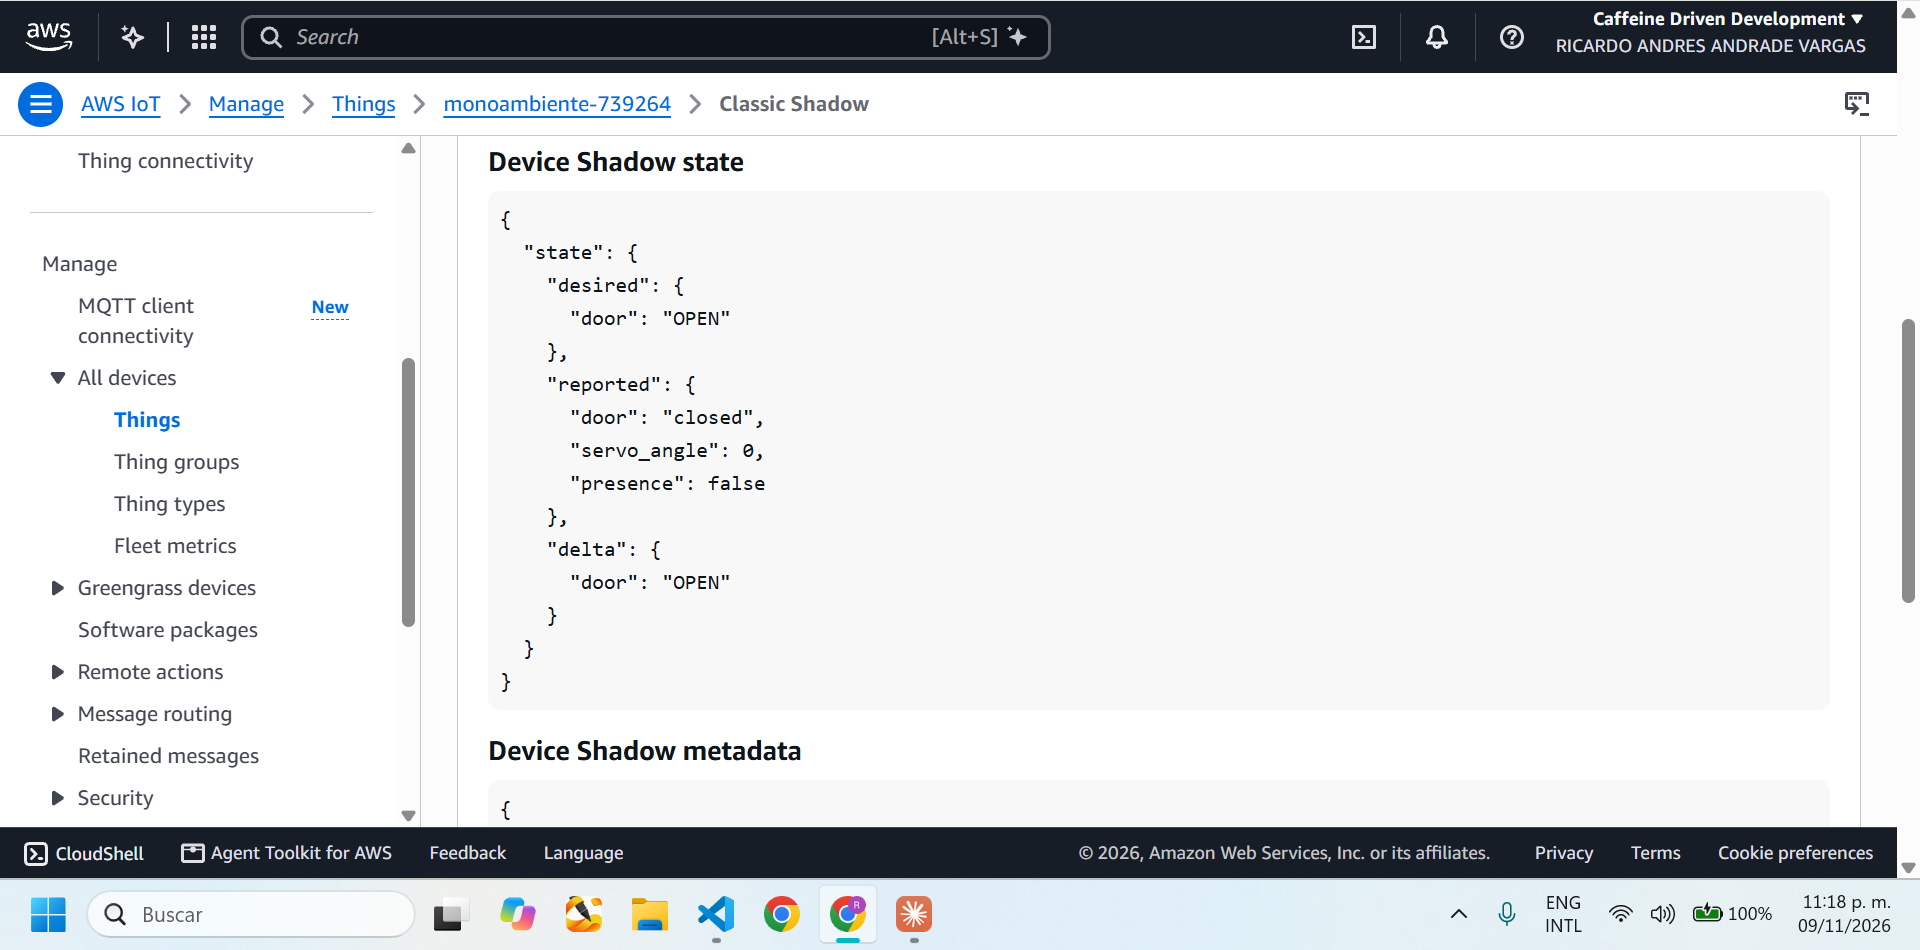 aws
Search
[Alt+S]
Caffeine Driven Development
RICARDO ANDRES ANDRADE VARGAS
AWS IoT
Manage
Things
monoambiente-739264
Classic Shadow
Thing connectivity
Manage
MQTT client
connectivity
New
All devices
Things
Thing groups
Thing types
Fleet metrics
Greengrass devices
Software packages
Remote actions
Message routing
Retained messages
Security
Device Shadow state
{
"state": {
"desired": {
"door": "OPEN"
},
"reported": {
"door": "closed",
"servo_angle": 0,
"presence": false
},
"delta": {
"door": "OPEN"
}
}
}
Device Shadow metadata
{
CloudShell
Agent Toolkit for AWS
Feedback
Language
© 2026, Amazon Web Services, Inc. or its affiliates.
Privacy
Terms
Cookie preferences
Buscar
R
ENG
INTL
100%
11:18 p. m.
09/11/2026